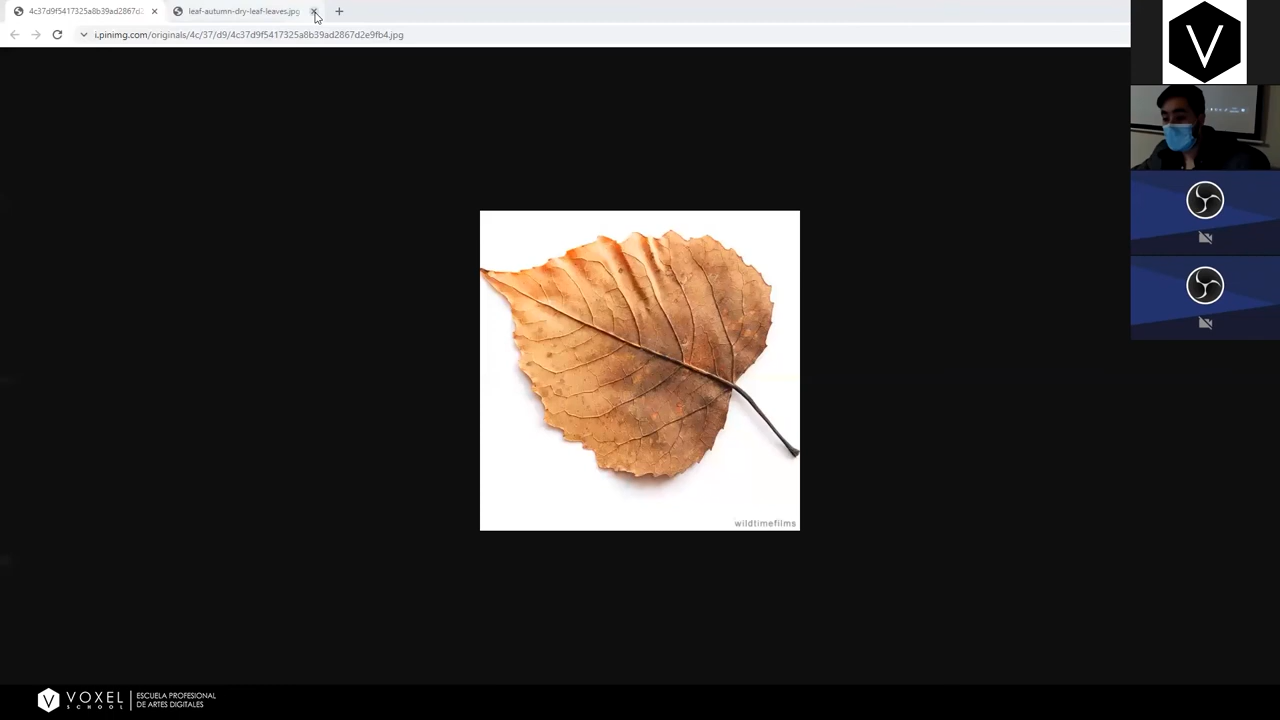 4c37d9f5417325a8b39ad2867d2
leaf-autumn-dry-leaf-leaves.jpg
i.pinimg.com/originals/4c/37/d9/4c37d9f5417325a8b39ad2867d2e9fb4.jpg
V
wildtimefilms
V VOXEL
SCHOOL
ESCUELA PROFESIONAL
DE ARTES DIGITALES